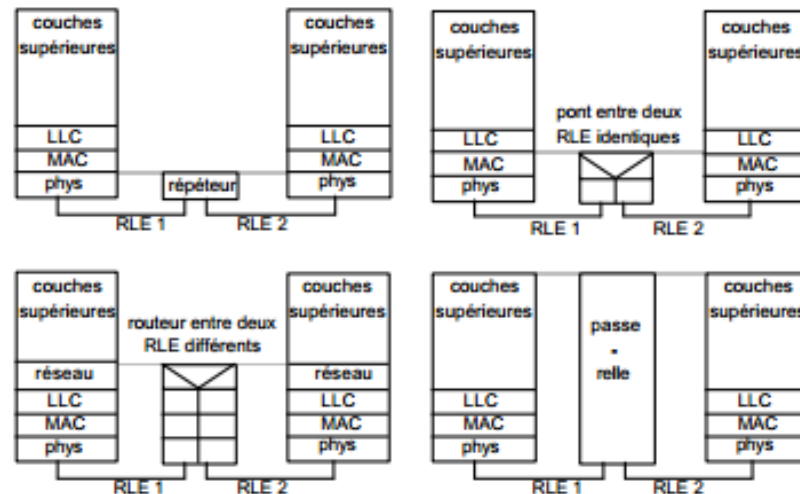 couches
supérieures
LLC
MAC
phys
répéteur
couches
supérieures
LLC
MAC
phys
RLE 1
RLE 2
couches
supérieures
LLC
MAC
phys
pont entre deux
RLE identiques
couches
supérieures
LLC
MAC
phys
RLE 1
RLE 2
couches
supérieures
réseau
LLC
MAC
phys
routeur entre deux
RLE différents
couches
supérieures
réseau
LLC
MAC
phys
RLE 1
RLE 2
couches
supérieures
LLC
MAC
phys
passe
-
relle
couches
supérieures
LLC
MAC
phys
RLE 1
RLE 2